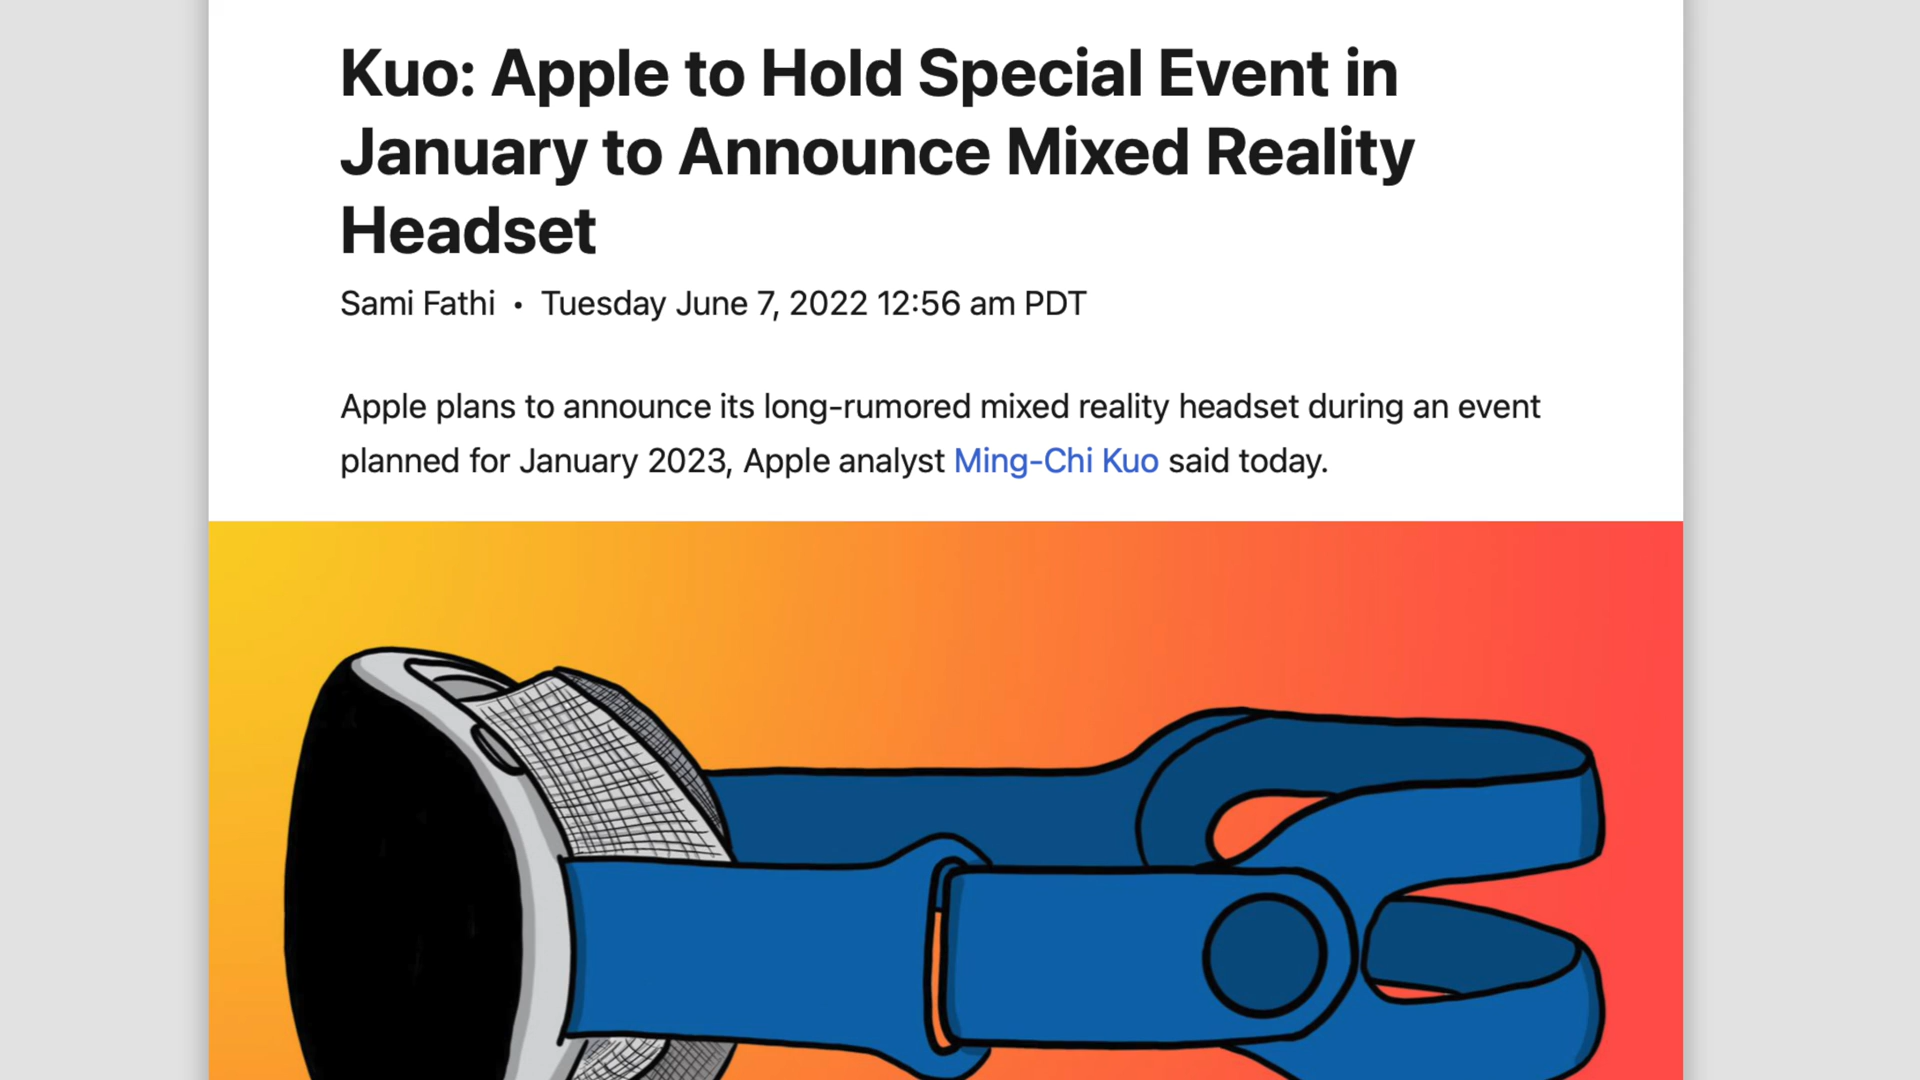 Kuo: Apple to Hold Special Event in
January to Announce Mixed Reality
Headset
Sami Fathi • Tuesday June 7, 2022 12:56 am PDT
Apple plans to announce its long-rumored mixed reality headset during an event
planned for January 2023, Apple analyst Ming-Chi Kuo said today.